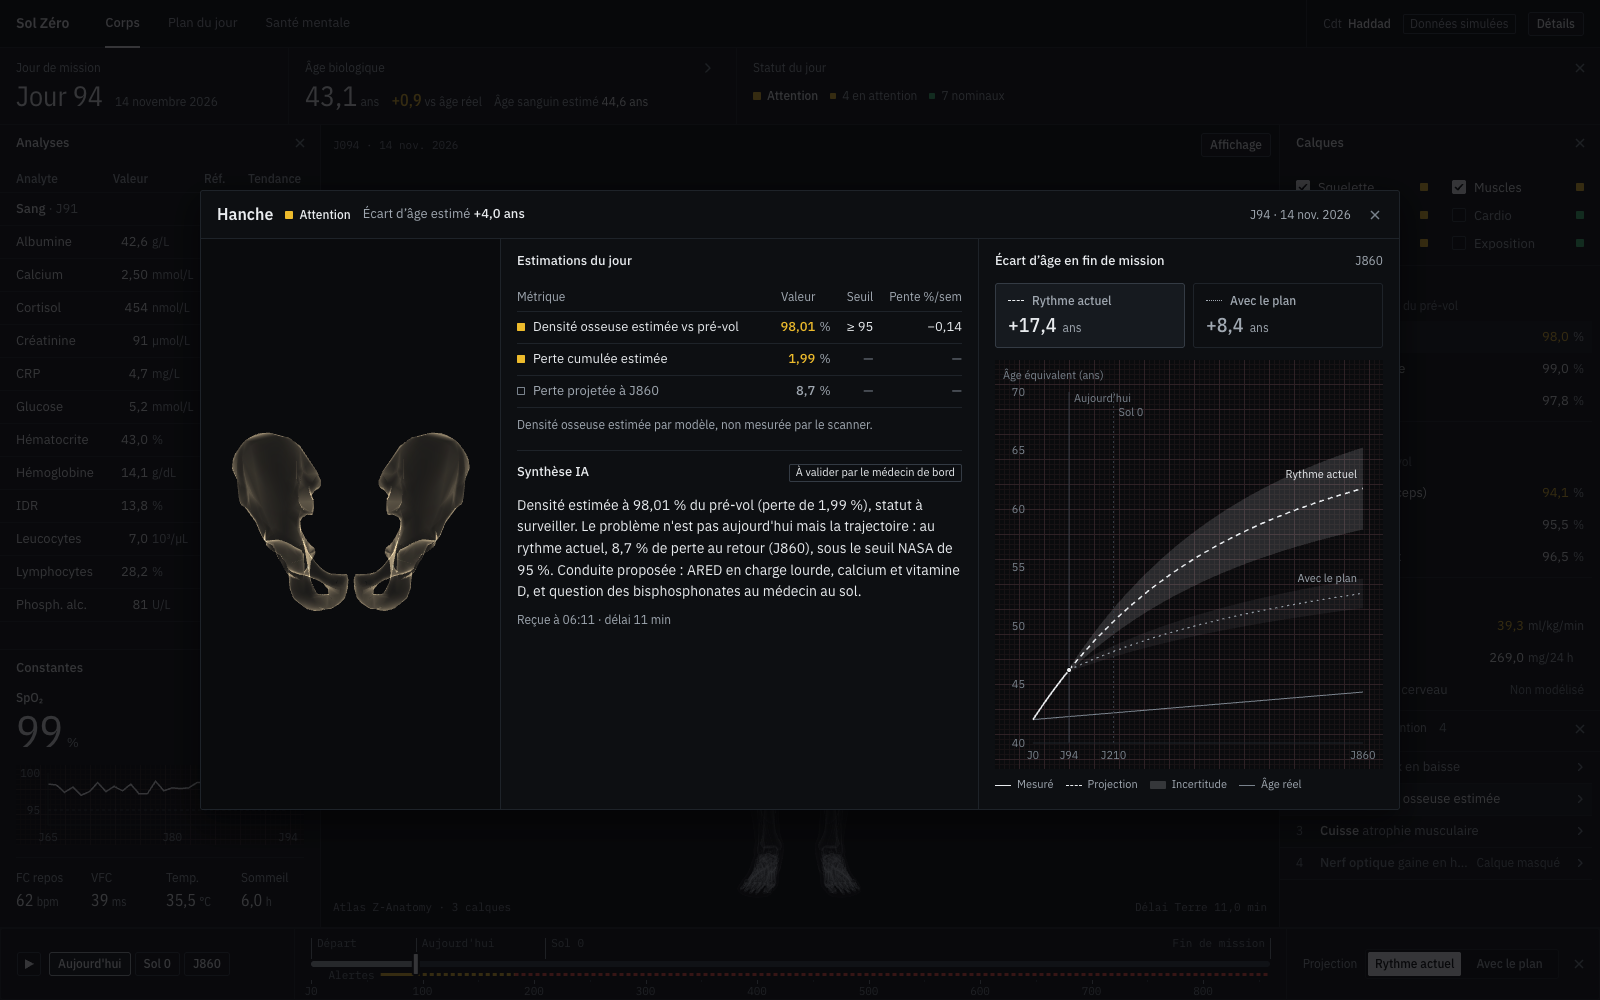 Sol Zéro
Corps
Plan du jour
Santé mentale
Cdt Haddad
Données simulées
Détails
Jour de mission
Jour 94 14 novembre 2026
Âge biologique
43,1 ans +0,9 vs âge réel Âge sanguin estimé 44,6 ans
Statut du jour
Attention 4 en attention 7 nominaux
Analyses
Analyte Valeur Réf. Tendance
Sang · J91
Albumine 42,6 g/L
Calcium 2,50 mmol/L
Cortisol 454 nmol/L
Créatinine 91 µmol/L
CRP 4,7 mg/L
Glucose 5,2 mmol/L
Hématocrite 43,0 %
Hémoglobine 14,1 g/dL
IDR 13,8 %
Leucocytes 7,0 10⁹/µL
Lymphocytes 28,2 %
Phosph. alc. 81 U/L
Constantes
SpO₂
99 %
100
95
J65 J80 J94
FC repos VFC Temp. Sommeil
62 bpm 39 ms 35,5 °C 6,0 h
J094 · 14 nov. 2026
Affichage
Hanche Attention Écart d’âge estimé +4,0 ans
J94 · 14 nov. 2026
Estimations du jour
Métrique Valeur Seuil Pente %/sem
Densité osseuse estimée vs pré-vol 98,01 % ≥ 95 −0,14
Perte cumulée estimée 1,99 % — —
Perte projetée à J860 8,7 % — —
Densité osseuse estimée par modèle, non mesurée par le scanner.
Synthèse IA
À valider par le médecin de bord
Densité estimée à 98,01 % du pré-vol (perte de 1,99 %), statut à
surveiller. Le problème n'est pas aujourd'hui mais la trajectoire : au
rythme actuel, 8,7 % de perte au retour (J860), sous le seuil NASA de
95 %. Conduite proposée : ARED en charge lourde, calcium et vitamine
D, et question des bisphosphonates au médecin au sol.
Reçue à 06:11 · délai 11 min
Écart d’âge en fin de mission J860
Rythme actuel
+17,4 ans
Avec le plan
+8,4 ans
Âge équivalent (ans)
70
Aujourd'hui
Sol 0
65
Rythme actuel
60
55
Avec le plan
50
45
40
J0 J94 J210 J860
Mesuré Projection Incertitude Âge réel
Calques
Squelette Muscles
Cardio
Exposition
du pré-vol
98,0 %
99,0 %
97,8 %
94,1 %
95,5 %
96,5 %
39,3 ml/kg/min
269,0 mg/24 h
cerveau Non modélisé
4
en baisse
osseuse estimée
3 Cuisse atrophie musculaire
4 Nerf optique gaine en h... Calque masqué
Atlas Z-Anatomy · 3 calques
Délai Terre 11.0 min
Aujourd'hui
Sol 0
J860
Départ Aujourd'hui Sol 0 Fin de mission
Alertes
J0 100 200 300 400 500 600 700 800
Projection
Rythme actuel
Avec le plan